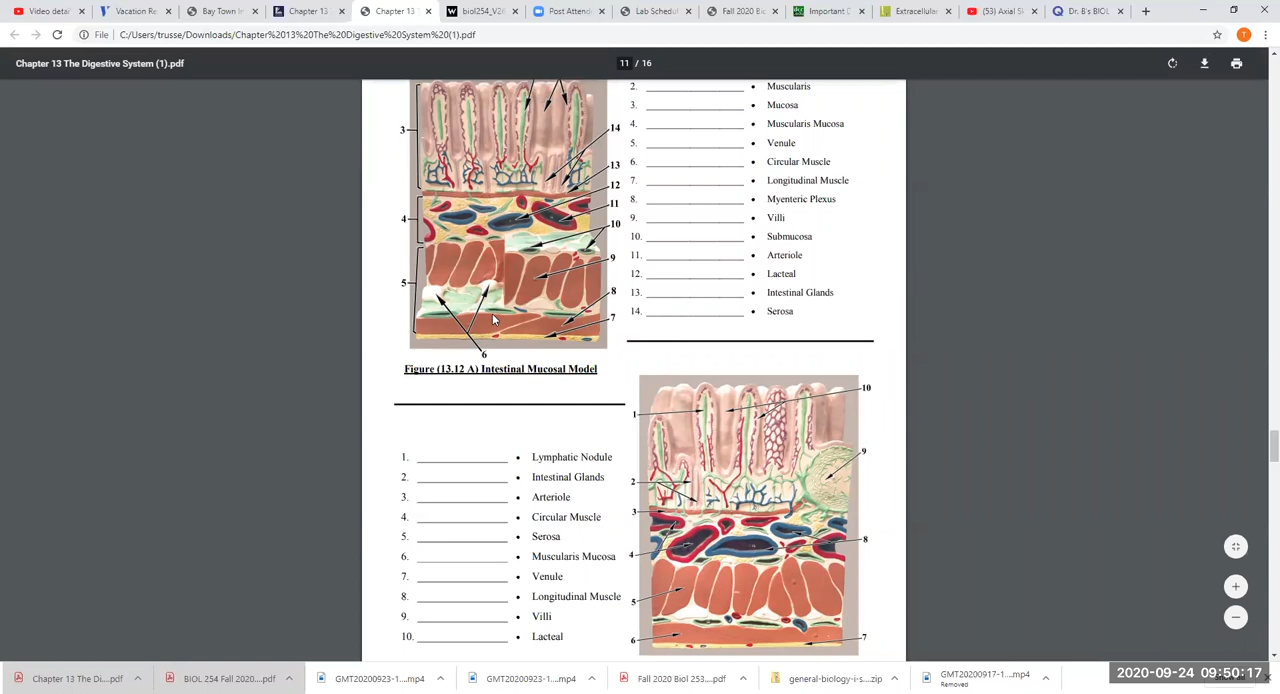 Video detai
Vacation Re
Bay Town In
Chapter 13
Chapter 13
biol254_V28
Post Attend
Lab Schedul
Fall 2020 Bi
Important D
Extracellula
(53) Axial Sk
Dr. B's BIOL
File | C:/Users/trusse/Downloads/Chapter%2013%20The%20Digestive%20System%20(1).pdf
T
Chapter 13 The Digestive System (1).pdf
11 / 16
3
4
5
14
13
12
11
10
9
8
7
6
Figure (13.12 A) Intestinal Mucosal Model
2. • Muscularis
3. • Mucosa
4. • Muscularis Mucosa
5. • Venule
6. • Circular Muscle
7. • Longitudinal Muscle
8. • Myenteric Plexus
9. • Villi
10. • Submucosa
11. • Arteriole
12. • Lacteal
13. • Intestinal Glands
14. • Serosa
1. • Lymphatic Nodule
2. • Intestinal Glands
3. • Arteriole
4. • Circular Muscle
5. • Serosa
6. • Muscularis Mucosa
7. • Venule
8. • Longitudinal Muscle
9. • Villi
10. • Lacteal
1
2
3
4
5
6
10
9
8
7
Chapter 13 The Di....pdf
BIOL 254 Fall 2020....pdf
GMT20200923-1....mp4
GMT20200923-1....mp4
Fall 2020 Biol 253....pdf
general-biology-i-s....zip
GMT20200917-1....mp4
Removed
2020-09-24 09:50:17